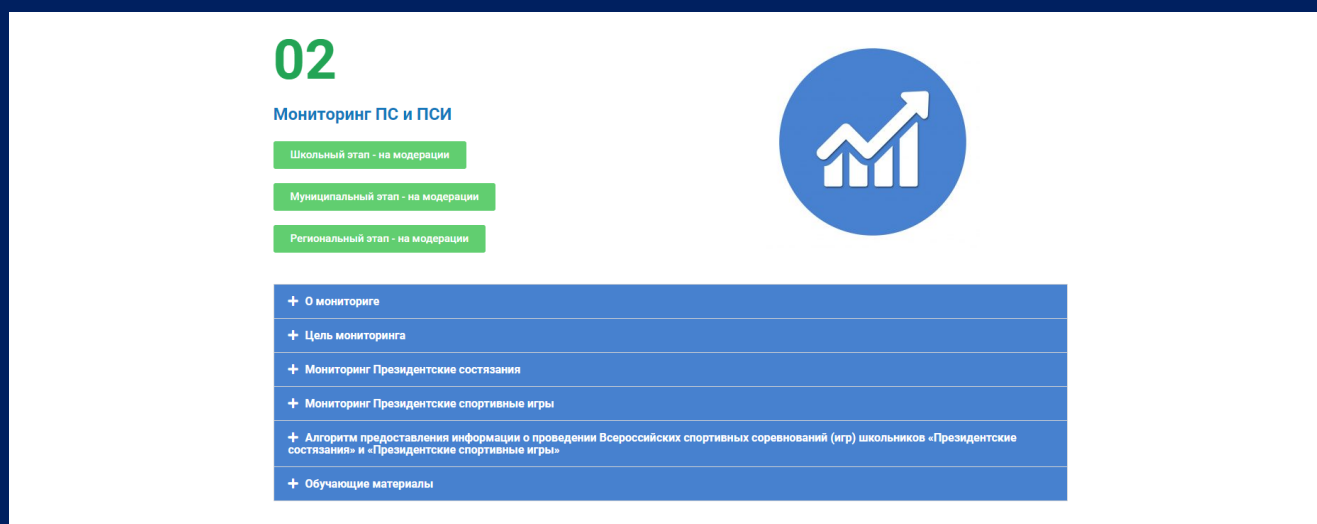 02
Мониторинг ПС и ПСИ
Школьный этап - на модерации
Муниципальный этап - на модерации
Региональный этап - на модерации
+ О мониториге
+ Цель мониторинга
+ Мониторинг Президентские состязания
+ Мониторинг Президентские спортивные игры
+ Алгоритм предоставления информации о проведении Всероссийских спортивных соревнований (игр) школьников «Президентские
состязания» и «Президентские спортивные игры»
+ Обучающие материалы